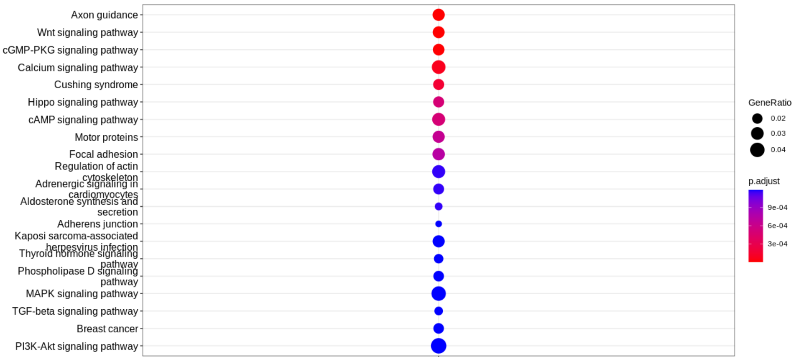 Axon guidance
Wnt signaling pathway
cGMP-PKG signaling pathway
Calcium signaling pathway
Cushing syndrome
Hippo signaling pathway
cAMP signaling pathway
Motor proteins
Focal adhesion
Regulation of actin
cytoskeleton
Adrenergic signaling in
cardiomyocytes
Aldosterone synthesis and
secretion
Adherens junction
Kaposi sarcoma-associated
herpesvirus infection
Thyroid hormone signaling
pathway
Phospholipase D signaling
pathway
MAPK signaling pathway
TGF-beta signaling pathway
Breast cancer
PI3K-Akt signaling pathway
GeneRatio
0.02
0.03
0.04
p.adjust
9e-04
6e-04
3e-04